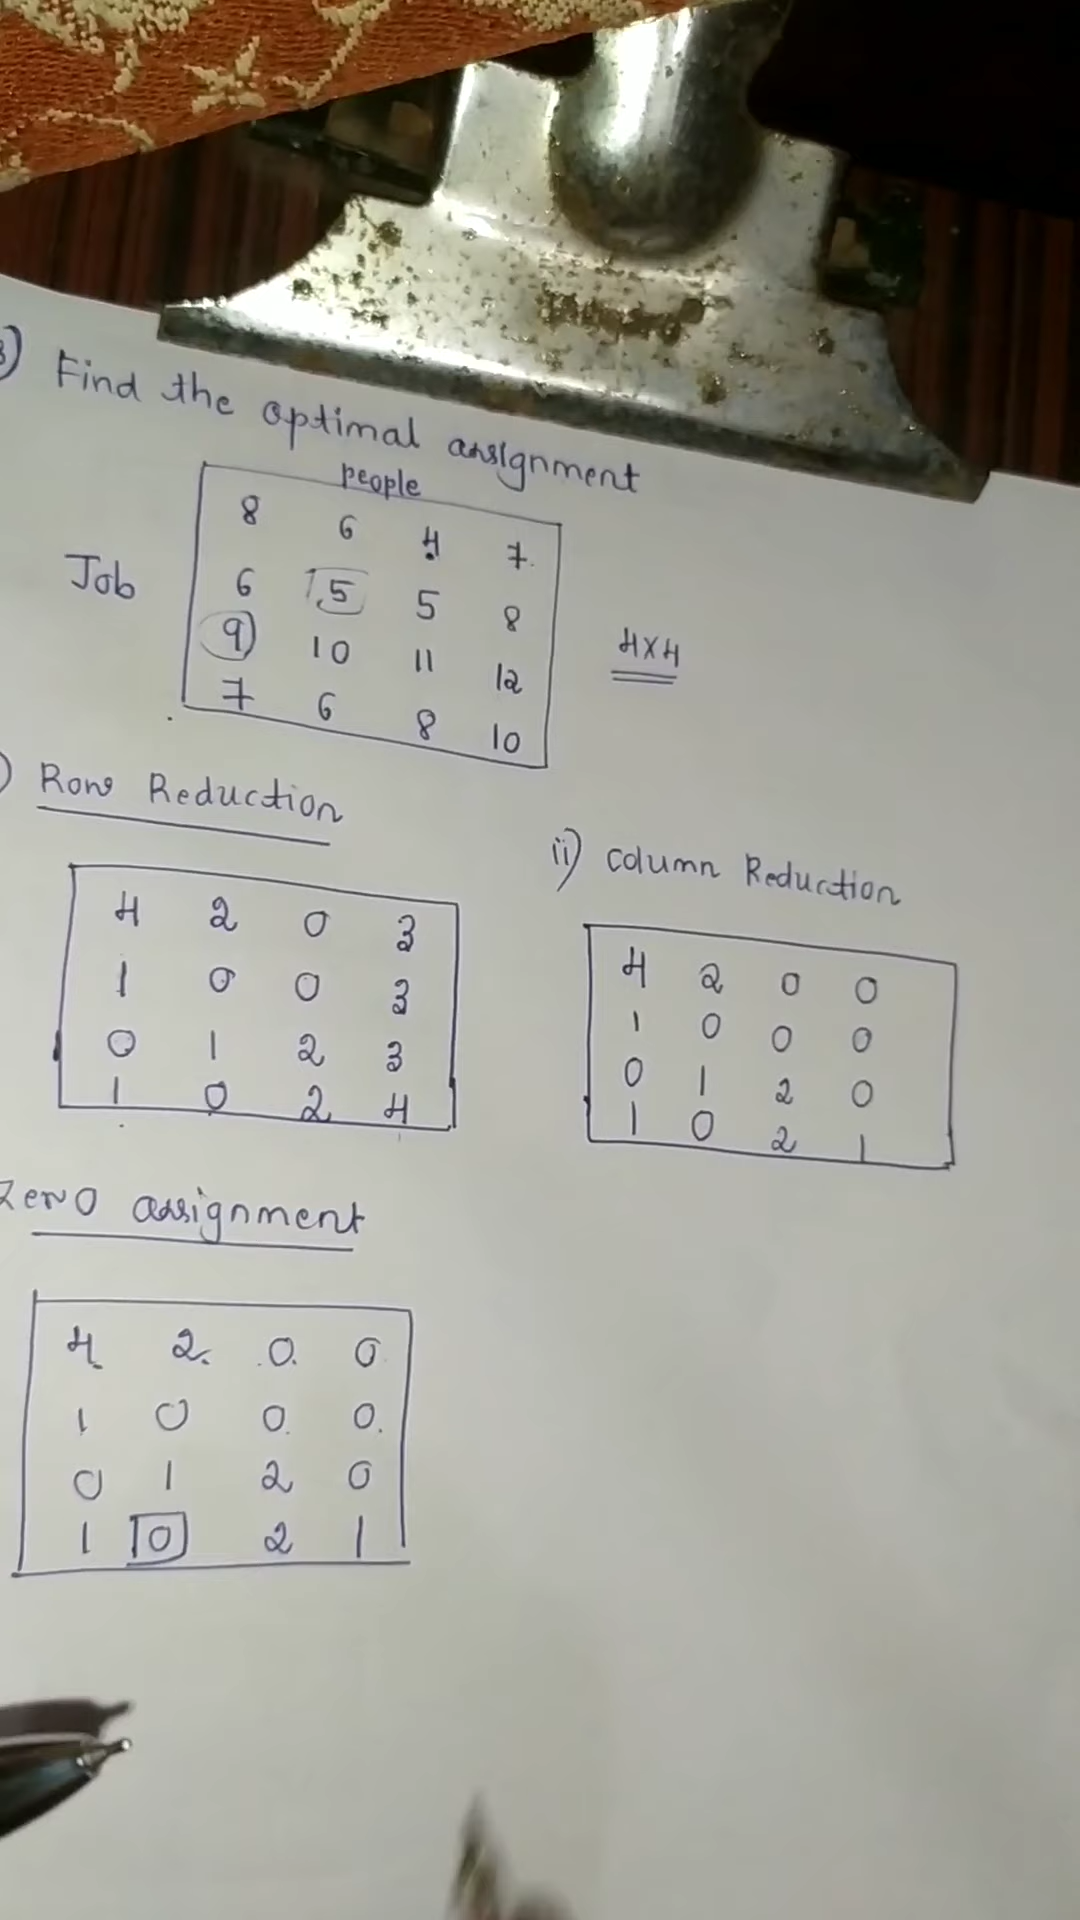 3) Find the optimal assignment
people
8 6 4 7
Job 6 5 5 8
9 10 11 12
4X4
7 6 8 10
) Row Reduction
4 2 0 3
1 0 0 3
0 1 2 3
1 0 2 4
ii) Column Reduction
4 2 0 0
1 0 0 0
0 1 2 0
1 0 2 1
Zero assignment
4 2 0 0
1 0 0 0
0 1 2 0
1 0 2 1